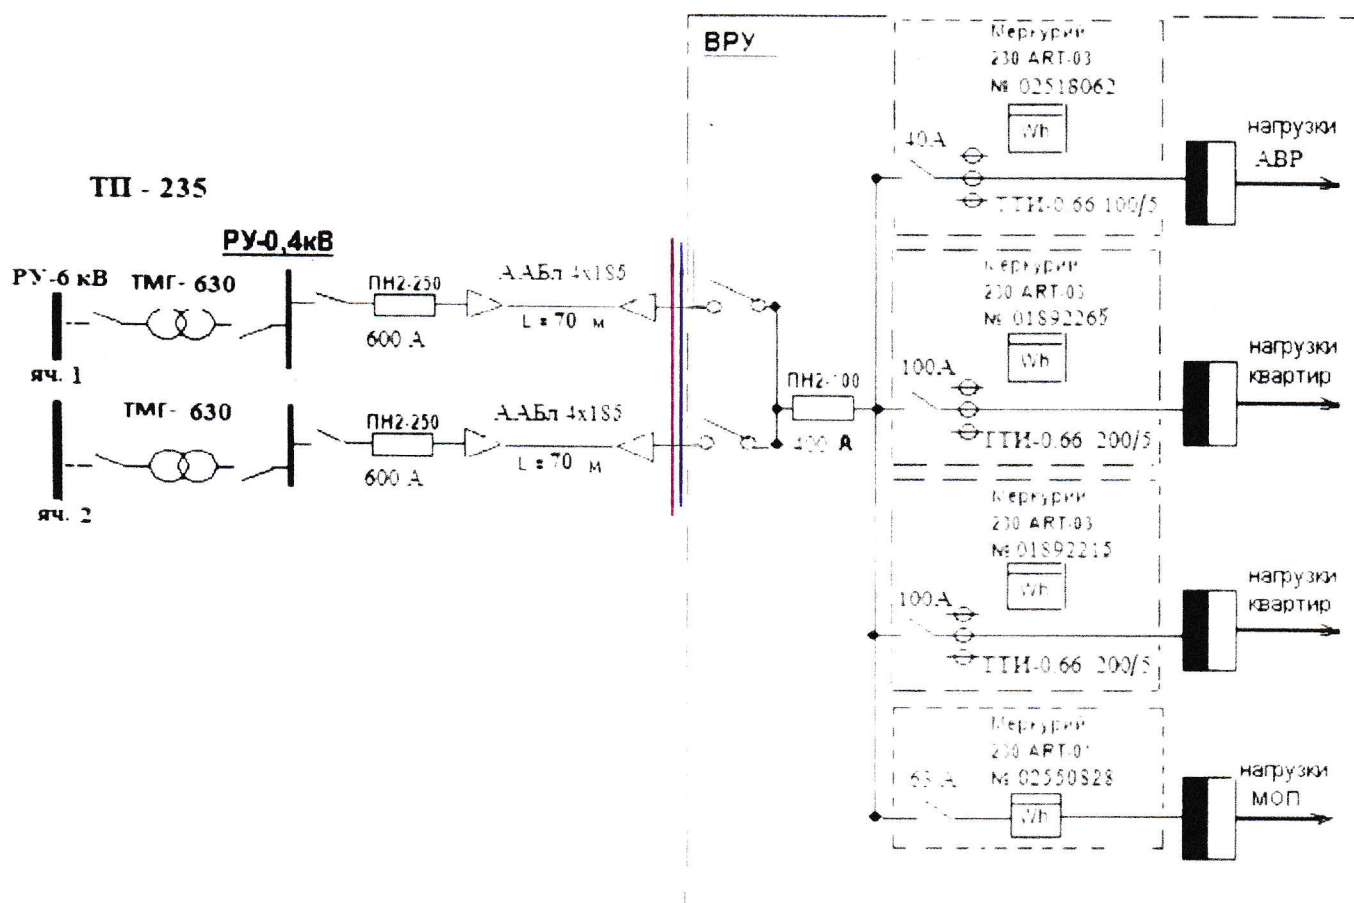 ВРУ
Меркурий
230 ART-03
№ 02518062
Wh
40А
ТТИ-0.66 100/5
нагрузки
АВР
ТП - 235
РУ-0,4кВ
РУ-6 кВ
ТМГ- 630
ПН2-250
ААБл 4х185
600 А
L = 70 м
яч. 1
Меркурий
230 ART-03
№ 01892265
Wh
100А
ТТИ-0.66 200/5
нагрузки
квартир
ПН2-100
400 А
ТМГ- 630
ПН2-250
ААБл 4х185
600 А
L = 70 м
яч. 2
Меркурий
230 ART-03
№ 01892215
Wh
100А
ТТИ-0.66 200/5
нагрузки
квартир
Меркурий
230 ART-01
№ 02550828
63 А
Wh
нагрузки
МОП